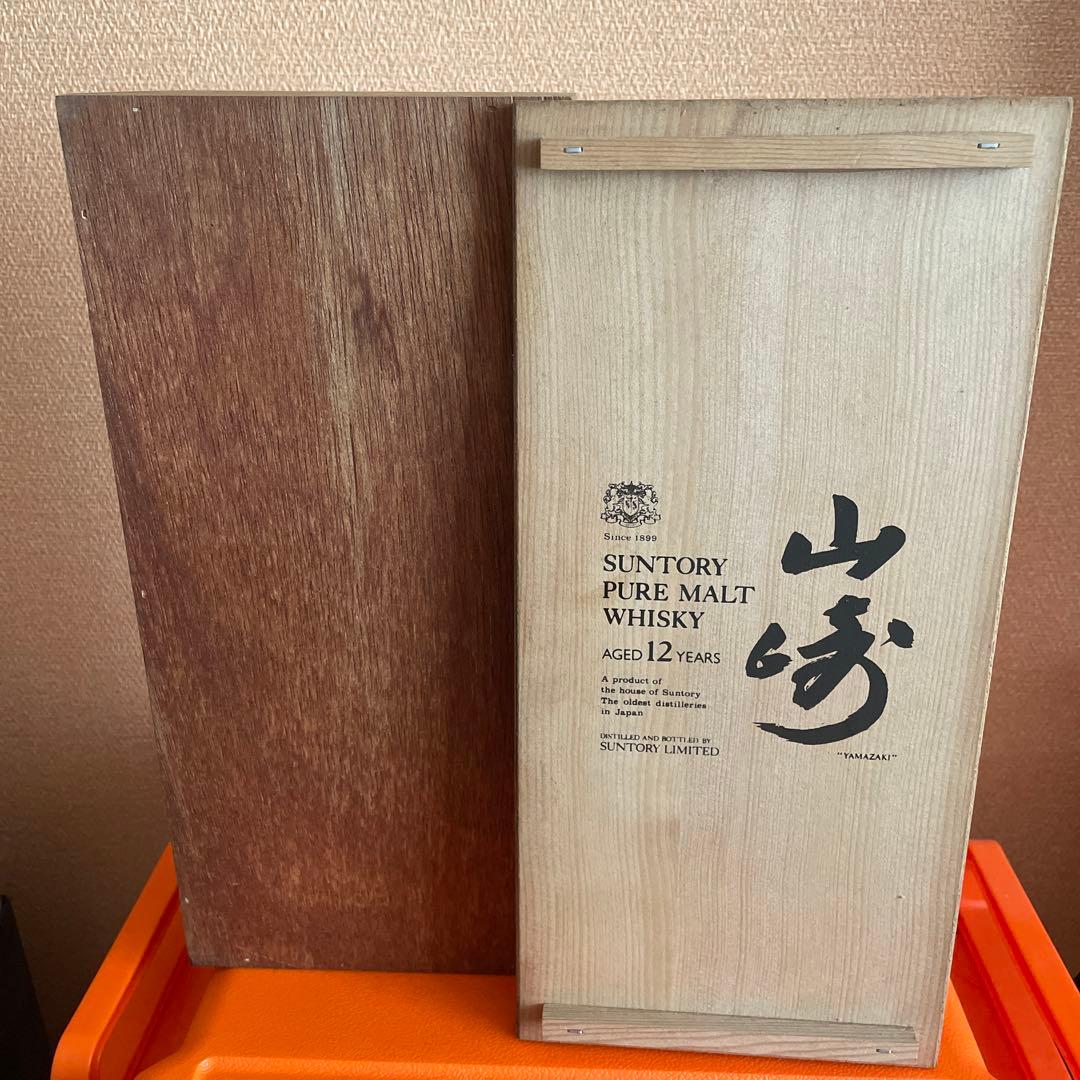 Since 1899
SUNTORY
PURE MALT
WHISKY
AGED 12 YEARS
A product of
the house of Suntory
The oldest distilleries
in Japan
DISTILLED AND BOTTLED BY
SUNTORY LIMITED
山崎
"YAMAZAKI"